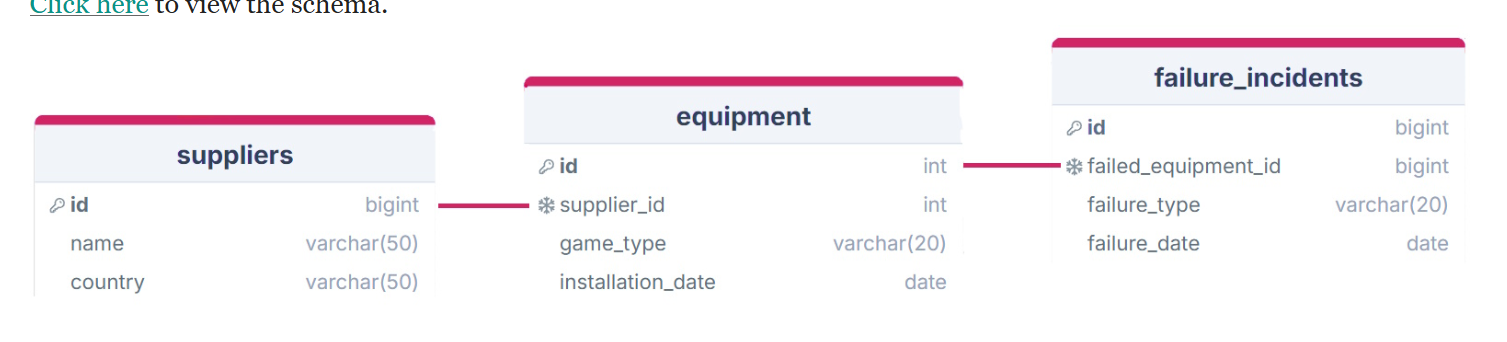 Click here to view the schema.
suppliers
id bigint
name varchar(50)
country varchar(50)
equipment
id int
supplier_id int
game_type varchar(20)
installation_date date
failure_incidents
id bigint
failed_equipment_id bigint
failure_type varchar(20)
failure_date date